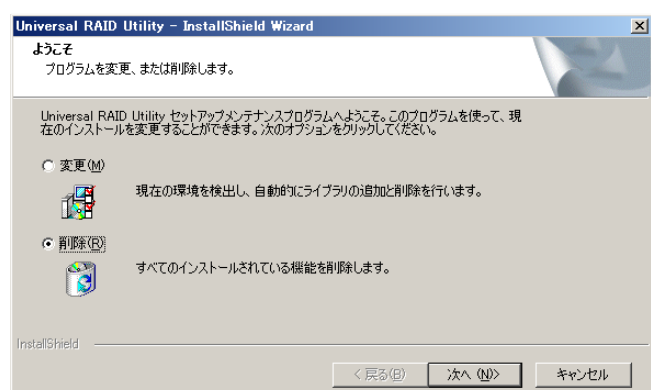 Universal RAID Utility - InstallShield Wizard
ようこそ
プログラムを変更、または削除します。
Universal RAID Utility セットアップメンテナンスプログラムへようこそ。このプログラムを使って、現
在のインストールを変更することができます。次のオプションをクリックしてください。
変更(M)
現在の環境を検出し、自動的にライブラリの追加と削除を行います。
削除(R)
すべてのインストールされている機能を削除します。
InstallShield
< 戻る(B) 次へ (N)> キャンセル